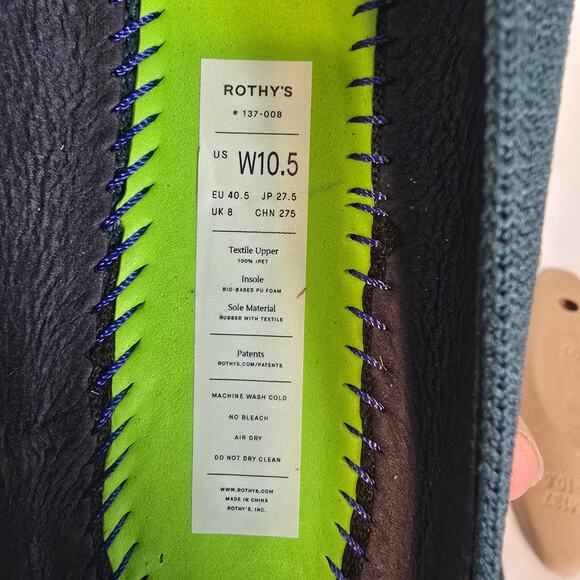 ROTHY'S
# 137-008
US W10.5
EU 40.5 JP 27.5
UK 8 CHN 275
Textile Upper
100% rPET
Insole
BIO-BASED PU FOAM
Sole Material
RUBBER WITH TEXTILE
Patents
ROTHYS.COM/PATENTS
MACHINE WASH COLD
NO BLEACH
AIR DRY
DO NOT DRY CLEAN
WWW.ROTHYS.COM
MADE IN CHINA
ROTHY'S, INC.